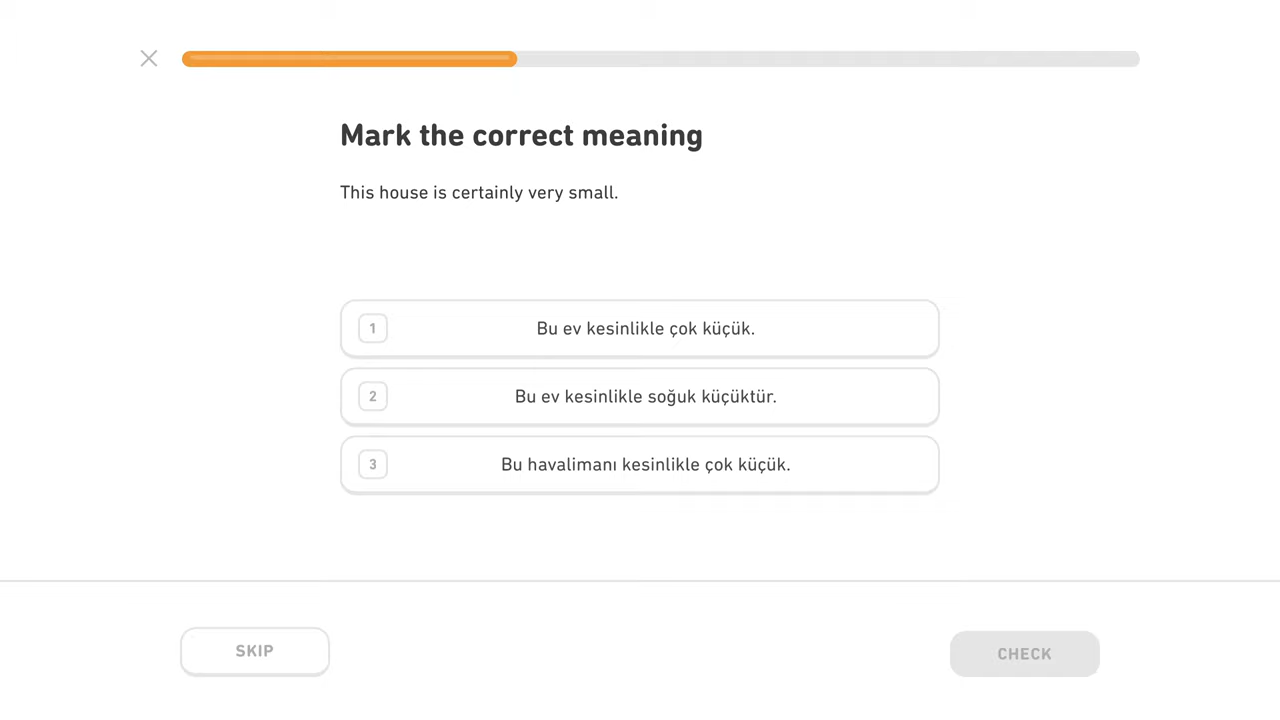 Mark the correct meaning
This house is certainly very small.
1 Bu ev kesinlikle çok küçük.
2 Bu ev kesinlikle soğuk küçüktür.
3 Bu havalimanı kesinlikle çok küçük.
SKIP
CHECK